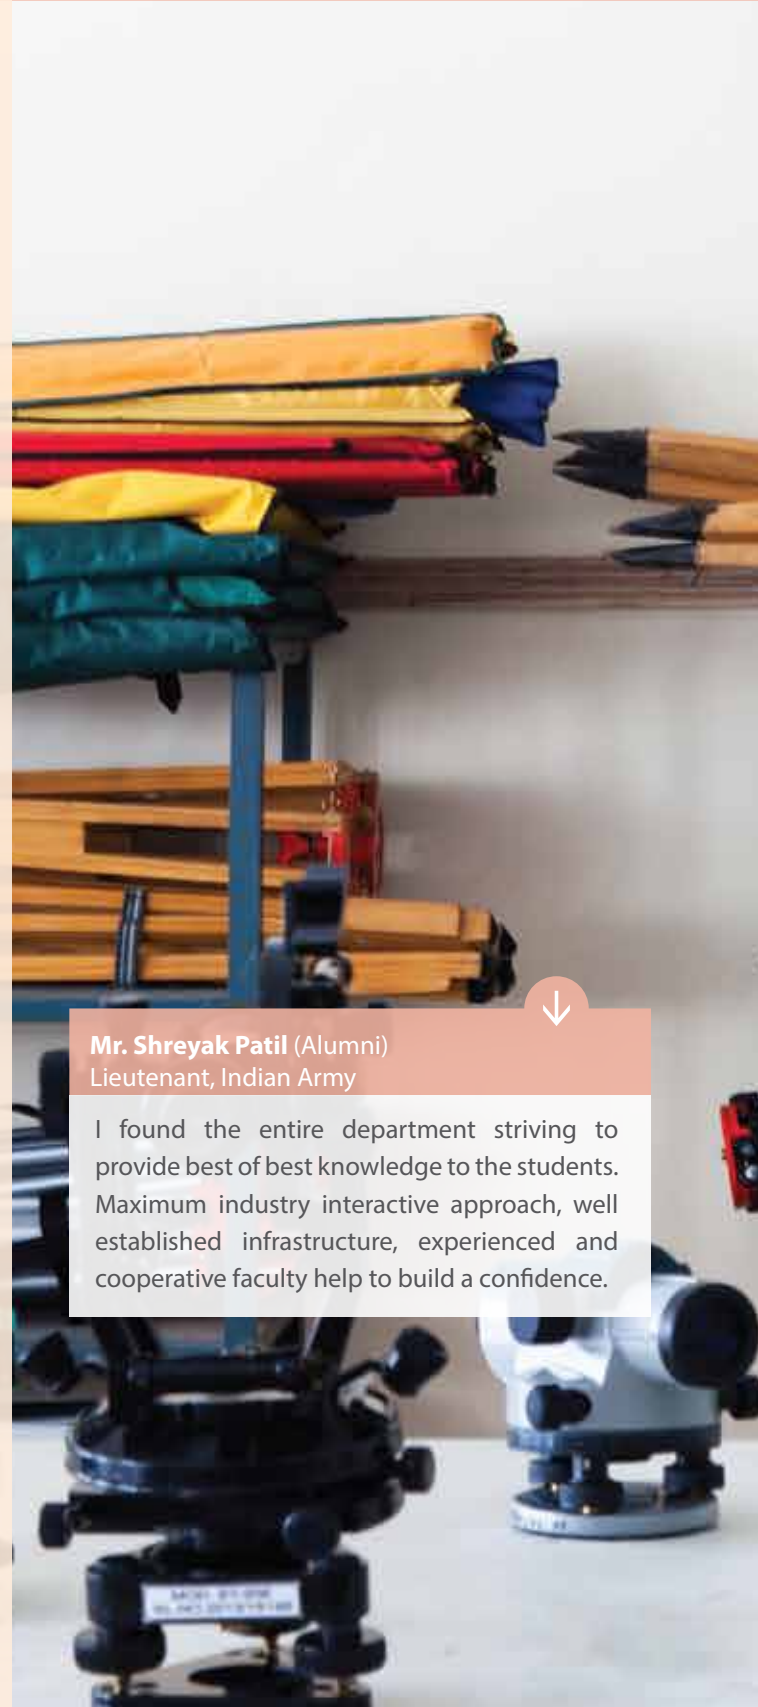 Mr. Shreyak Patil (Alumni)
Lieutenant, Indian Army
I found the entire department striving to
provide best of best knowledge to the students.
Maximum industry interactive approach, well
established infrastructure, experienced and
cooperative faculty help to build a confidence.